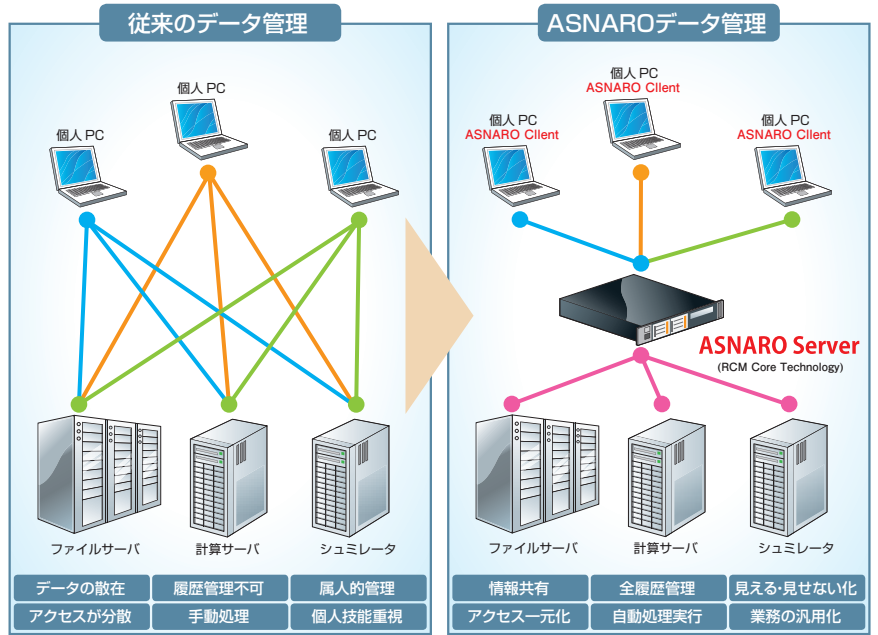 従来のデータ管理
個人 PC
個人 PC
個人 PC
ファイルサーバ
計算サーバ
シュミレータ
データの散在
履歴管理不可
属人的管理
アクセスが分散
手動処理
個人技能重視
ASNAROデータ管理
個人 PC
ASNARO Client
個人 PC
ASNARO Client
個人 PC
ASNARO Client
ASNARO Server
(RCM Core Technology)
ファイルサーバ
計算サーバ
シュミレータ
情報共有
全履歴管理
見える・見せない化
アクセス一元化
自動処理実行
業務の汎用化